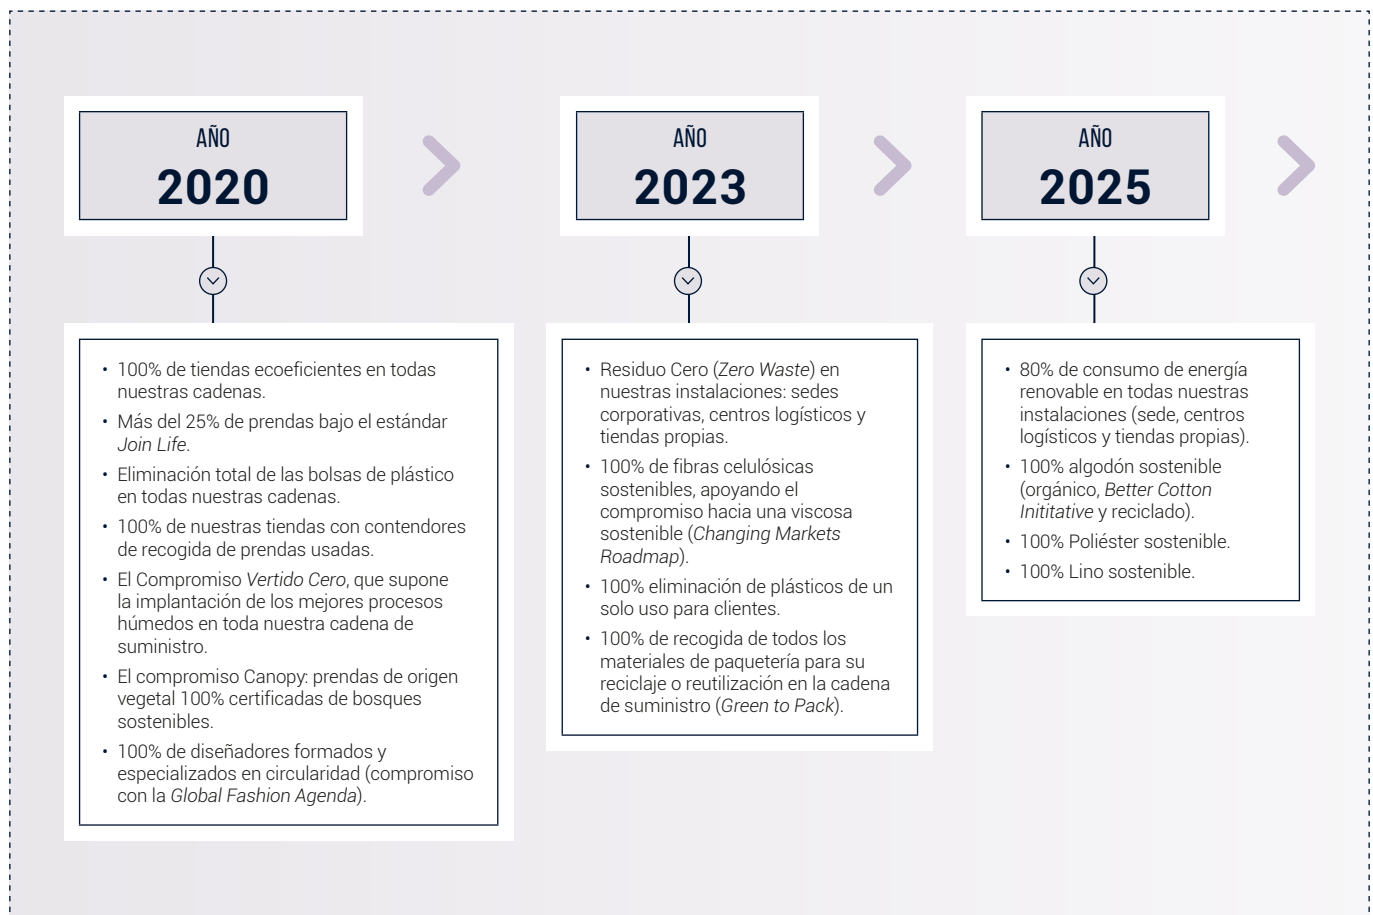 AÑO
2020
• 100% de tiendas ecoeficientes en todas
nuestras cadenas.
• Más del 25% de prendas bajo el estándar
Join Life.
• Eliminación total de las bolsas de plástico
en todas nuestras cadenas.
• 100% de nuestras tiendas con contendores
de recogida de prendas usadas.
• El Compromiso Vertido Cero, que supone
la implantación de los mejores procesos
húmedos en toda nuestra cadena de
suministro.
• El compromiso Canopy: prendas de origen
vegetal 100% certificadas de bosques
sostenibles.
• 100% de diseñadores formados y
especializados en circularidad (compromiso
con la Global Fashion Agenda).
AÑO
2023
• Residuo Cero (Zero Waste) en
nuestras instalaciones: sedes
corporativas, centros logísticos y
tiendas propias.
• 100% de fibras celulósicas
sostenibles, apoyando el
compromiso hacia una viscosa
sostenible (Changing Markets
Roadmap).
• 100% eliminación de plásticos de un
solo uso para clientes.
• 100% de recogida de todos los
materiales de paquetería para su
reciclaje o reutilización en la cadena
de suministro (Green to Pack).
AÑO
2025
• 80% de consumo de energía
renovable en todas nuestras
instalaciones (sede, centros
logísticos y tiendas propias).
• 100% algodón sostenible
(orgánico, Better Cotton
Inititative y reciclado).
• 100% Poliéster sostenible.
• 100% Lino sostenible.